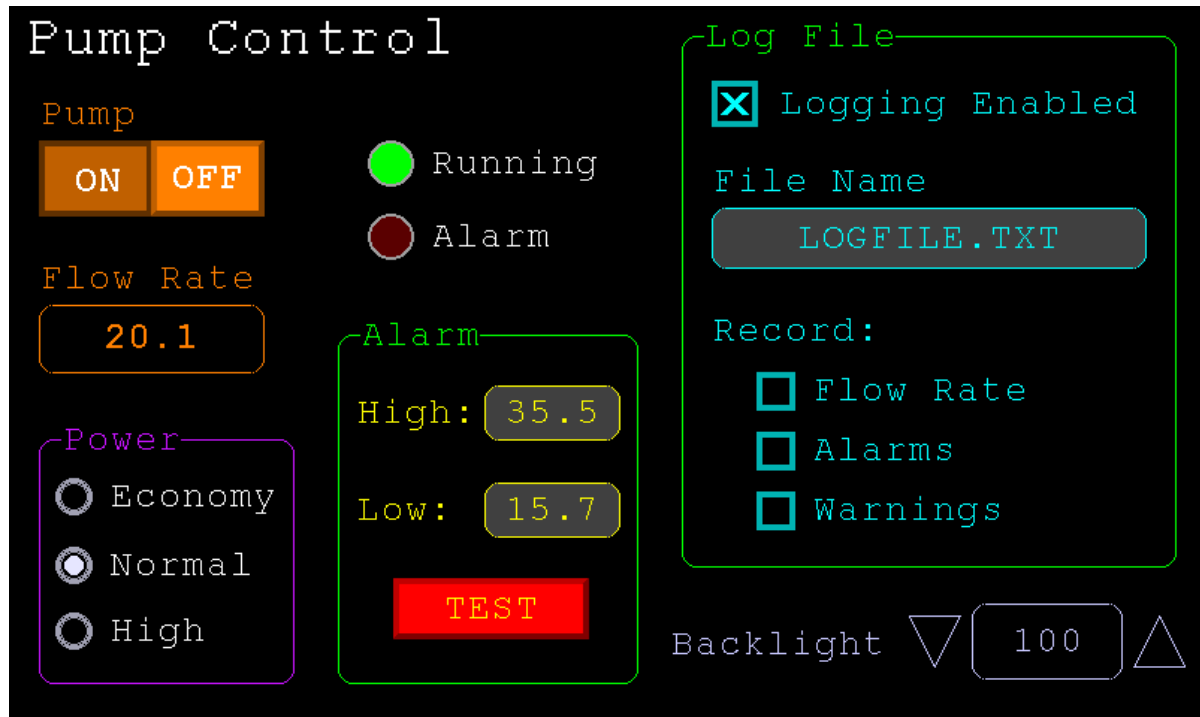 Pump Control
Pump
ON OFF
Running
Alarm
Flow Rate
20.1
Power
Economy
Normal
High
Alarm
High: 35.5
Low: 15.7
TEST
Log File
Logging Enabled
File Name
LOGFILE.TXT
Record:
Flow Rate
Alarms
Warnings
Backlight 100